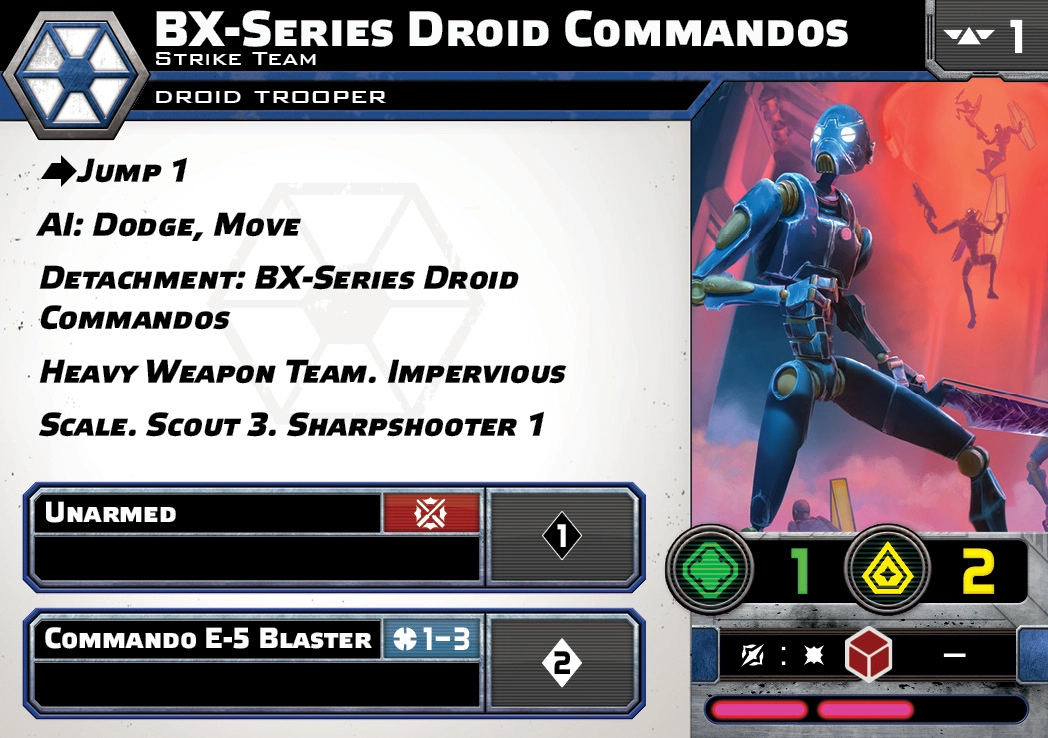 BX-Series Droid Commandos
Strike Team
Droid Trooper
1
Jump 1
AI: Dodge, Move
Detachment: BX-Series Droid
Commandos
Heavy Weapon Team. Impervious
Scale. Scout 3. Sharpshooter 1
Unarmed
1
Commando E-5 Blaster 1–3
2
1 2
: –